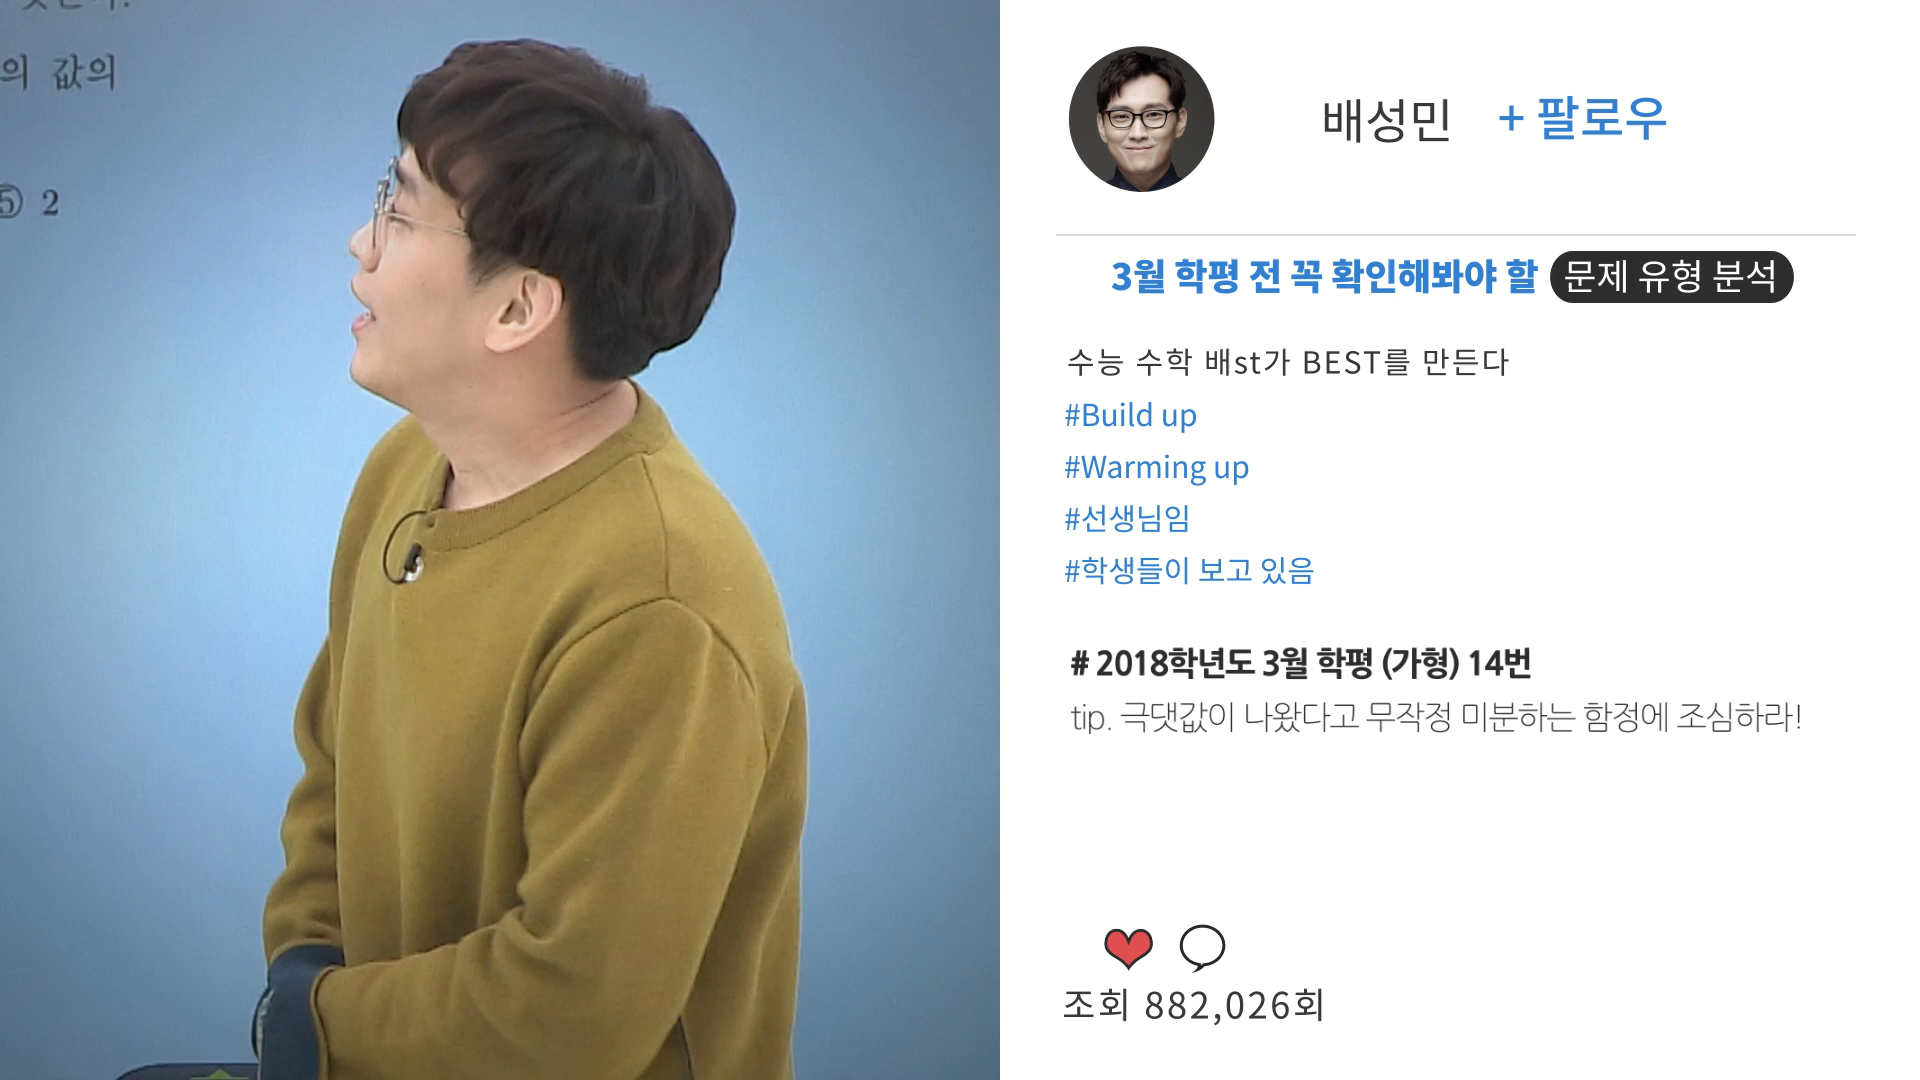 의 값의
⑤ 2
배성민 + 팔로우
3월 학평 전 꼭 확인해봐야 할 문제 유형 분석
수능 수학 배st가 BEST를 만든다
#Build up
#Warming up
#선생님임
#학생들이 보고 있음
# 2018학년도 3월 학평 (가형) 14번
tip. 극댓값이 나왔다고 무작정 미분하는 함정에 조심하라!
조회 882,026회